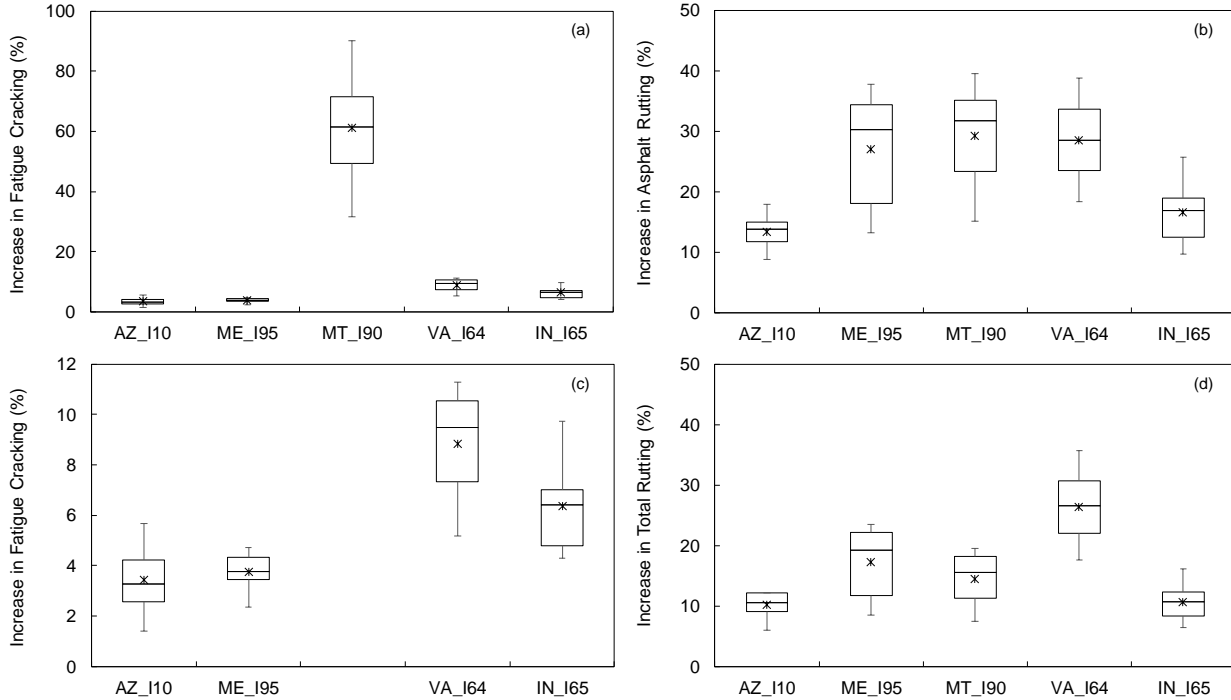 Increase in Fatigue Cracking (%)
100
80
60
40
20
0
(a)
AZ_I10 ME_I95 MT_I90 VA_I64 IN_I65
Increase in Asphalt Rutting (%)
50
40
30
20
10
0
(b)
AZ_I10 ME_I95 MT_I90 VA_I64 IN_I65
Increase in Fatigue Cracking (%)
12
10
8
6
4
2
0
(c)
AZ_I10 ME_I95 VA_I64 IN_I65
Increase in Total Rutting (%)
50
40
30
20
10
0
(d)
AZ_I10 ME_I95 MT_I90 VA_I64 IN_I65